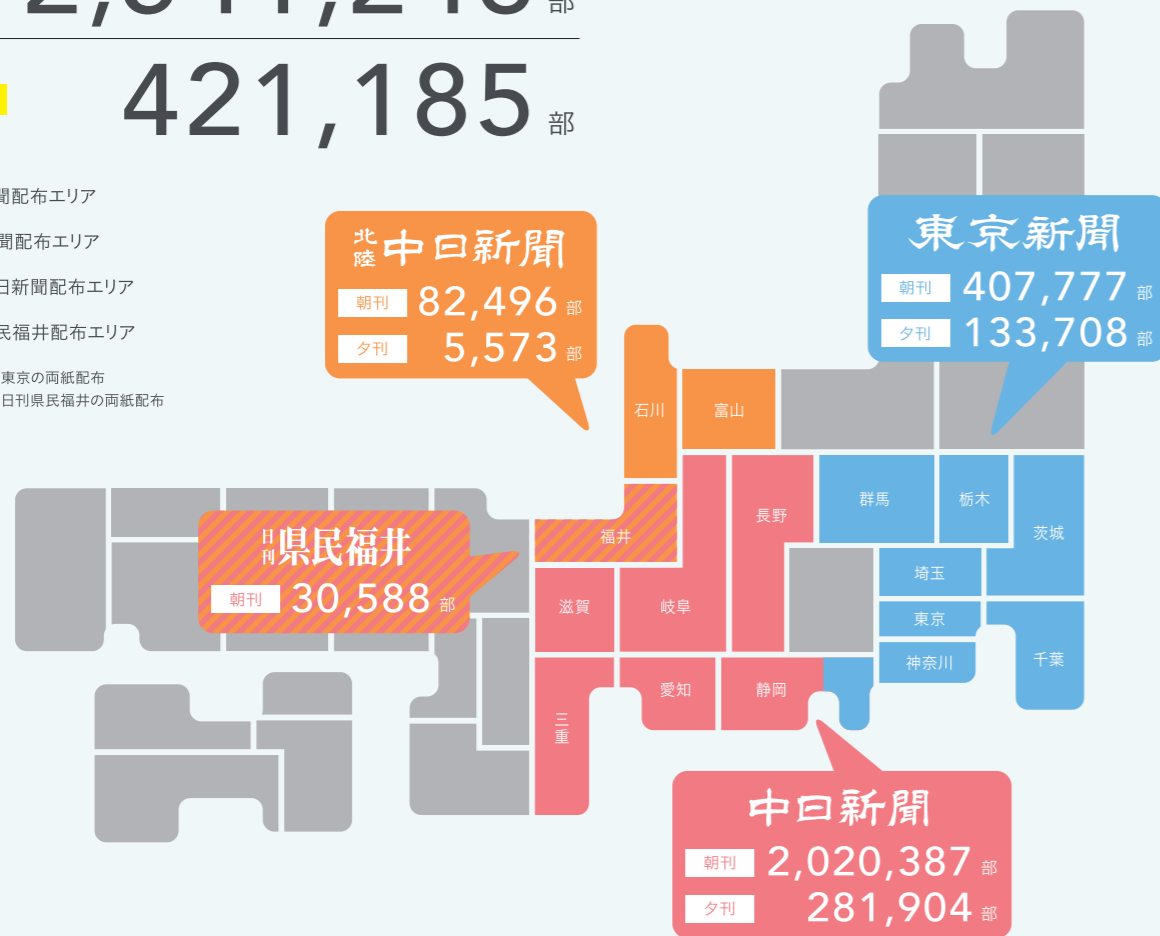 部
421,185 部
聞配布エリア
聞配布エリア
日新聞配布エリア
民福井配布エリア
東京の両紙配布
日刊県民福井の両紙配布
北陸 中日新聞
朝刊 82,496 部
夕刊 5,573 部
東京新聞
朝刊 407,777 部
夕刊 133,708 部
石川
富山
福井
長野
群馬
栃木
茨城
埼玉
東京
神奈川
千葉
滋賀
岐阜
三重
愛知
静岡
日刊 県民福井
朝刊 30,588 部
中日新聞
朝刊 2,020,387 部
夕刊 281,904 部